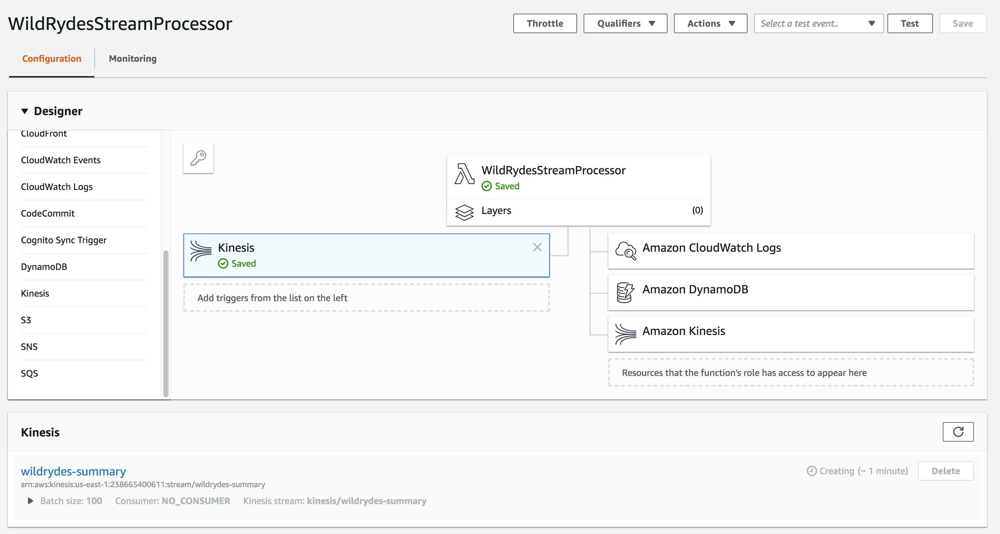 WildRydesStreamProcessor
Throttle
Qualifiers
Actions
Select a test event..
Test
Save
Configuration
Monitoring
Designer
CloudFront
CloudWatch Events
CloudWatch Logs
CodeCommit
Cognito Sync Trigger
DynamoDB
Kinesis
S3
SNS
SQS
WildRydesStreamProcessor
Saved
Layers (0)
Kinesis
Saved
Add triggers from the list on the left
Amazon CloudWatch Logs
Amazon DynamoDB
Amazon Kinesis
Resources that the function's role has access to appear here
Kinesis
wildrydes-summary
Creating (~ 1 minute)
Delete
arn:aws:kinesis:us-east-1:238665400611:stream/wildrydes-summary
Batch size: 100 Consumer: NO_CONSUMER Kinesis stream: kinesis/wildrydes-summary